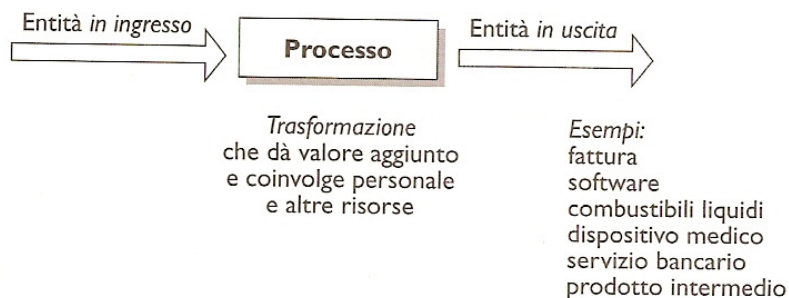 Entità in ingresso
Processo
Entità in uscita
Trasformazione
che dà valore aggiunto
e coinvolge personale
e altre risorse
Esempi:
fattura
software
combustibili liquidi
dispositivo medico
servizio bancario
prodotto intermedio